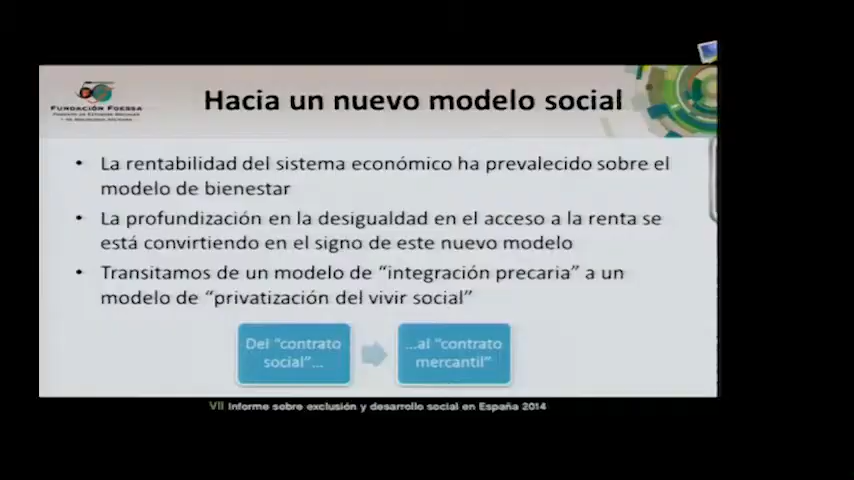 FUNDACIÓN FOESSA
Hacia un nuevo modelo social
• La rentabilidad del sistema económico ha prevalecido sobre el
modelo de bienestar
• La profundización en la desigualdad en el acceso a la renta se
está convirtiendo en el signo de este nuevo modelo
• Transitamos de un modelo de “integración precaria” a un
modelo de “privatización del vivir social”
Del “contrato
social”...
...al “contrato
mercantil”
VII Informe sobre exclusión y desarrollo social en España 2014